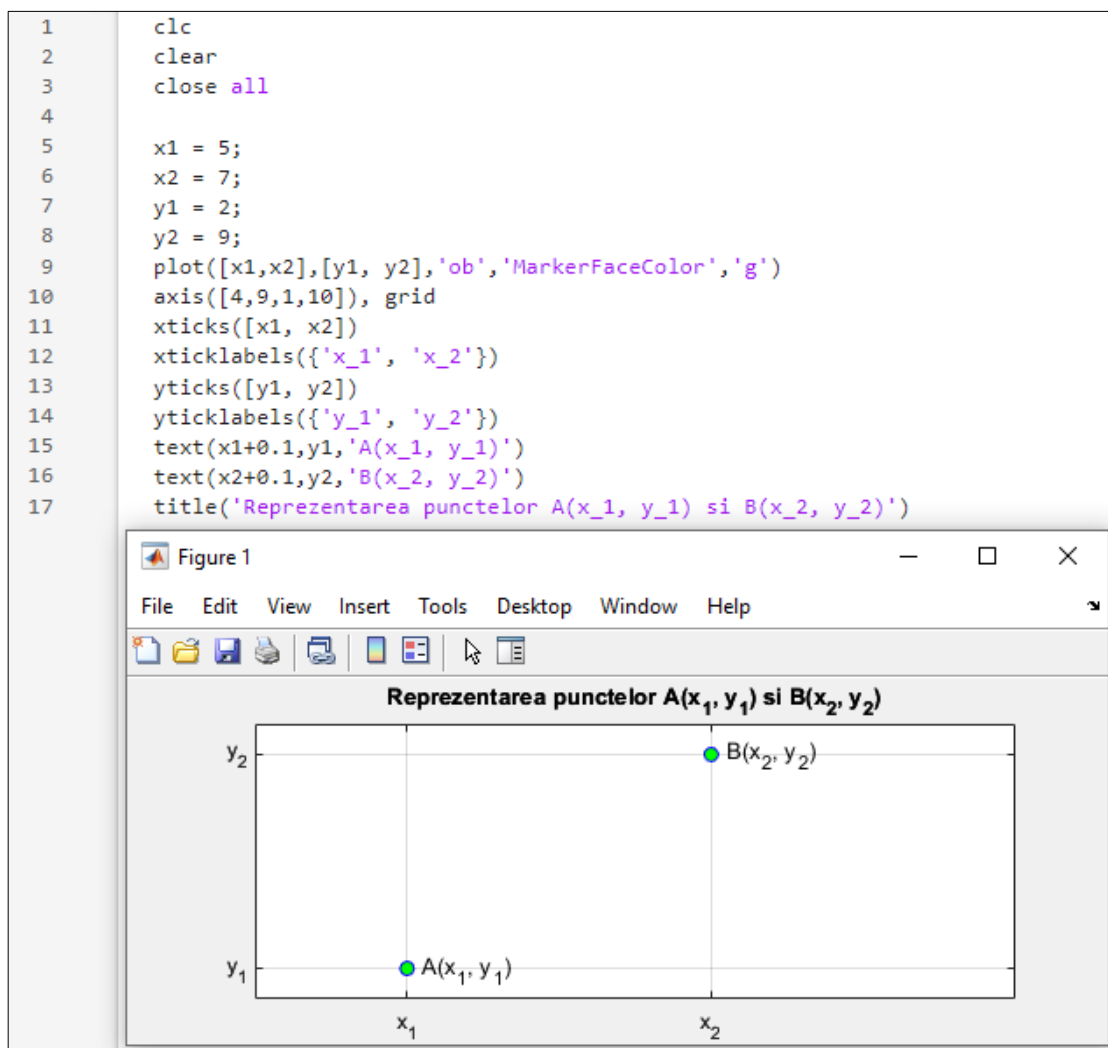 1 clc
2 clear
3 close all
4
5 x1 = 5;
6 x2 = 7;
7 y1 = 2;
8 y2 = 9;
9 plot([x1,x2],[y1, y2],'ob','MarkerFaceColor','g')
10 axis([4,9,1,10]), grid
11 xticks([x1, x2])
12 xticklabels({'x_1', 'x_2'})
13 yticks([y1, y2])
14 yticklabels({'y_1', 'y_2'})
15 text(x1+0.1,y1,'A(x_1, y_1)')
16 text(x2+0.1,y2,'B(x_2, y_2)')
17 title('Reprezentarea punctelor A(x_1, y_1) si B(x_2, y_2)')
Figure 1
File Edit View Insert Tools Desktop Window Help
Reprezentarea punctelor A(x₁, y₁) si B(x₂, y₂)
y₂ B(x₂, y₂)
y₁ A(x₁, y₁)
x₁ x₂